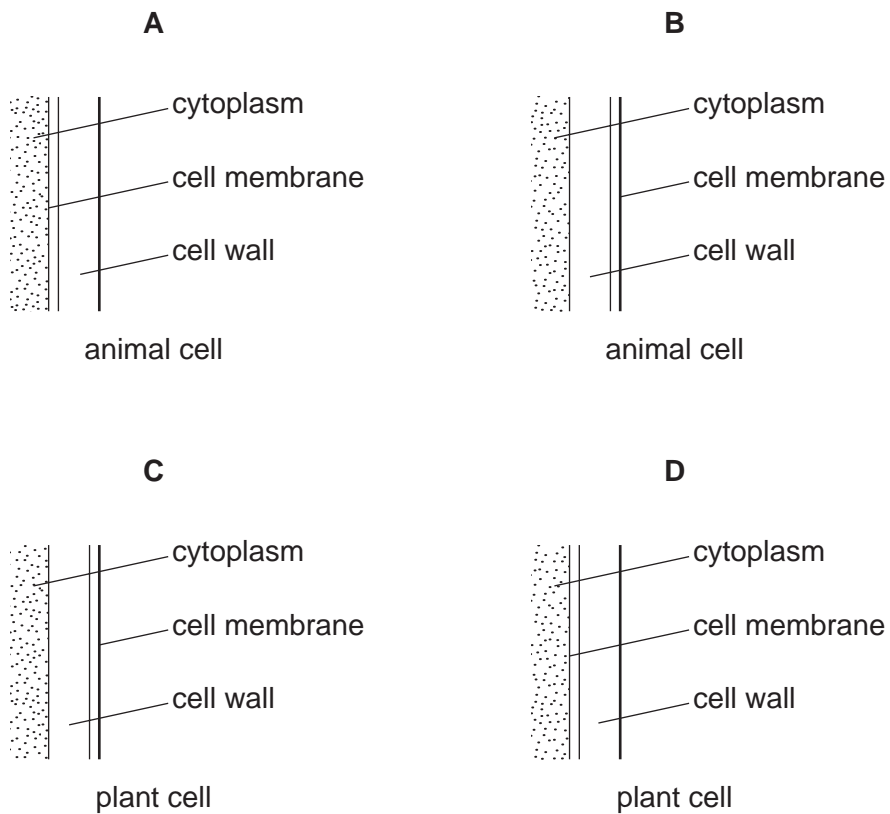 A
cytoplasm
cell membrane
cell wall
animal cell
B
cytoplasm
cell membrane
cell wall
animal cell
C
cytoplasm
cell membrane
cell wall
plant cell
D
cytoplasm
cell membrane
cell wall
plant cell